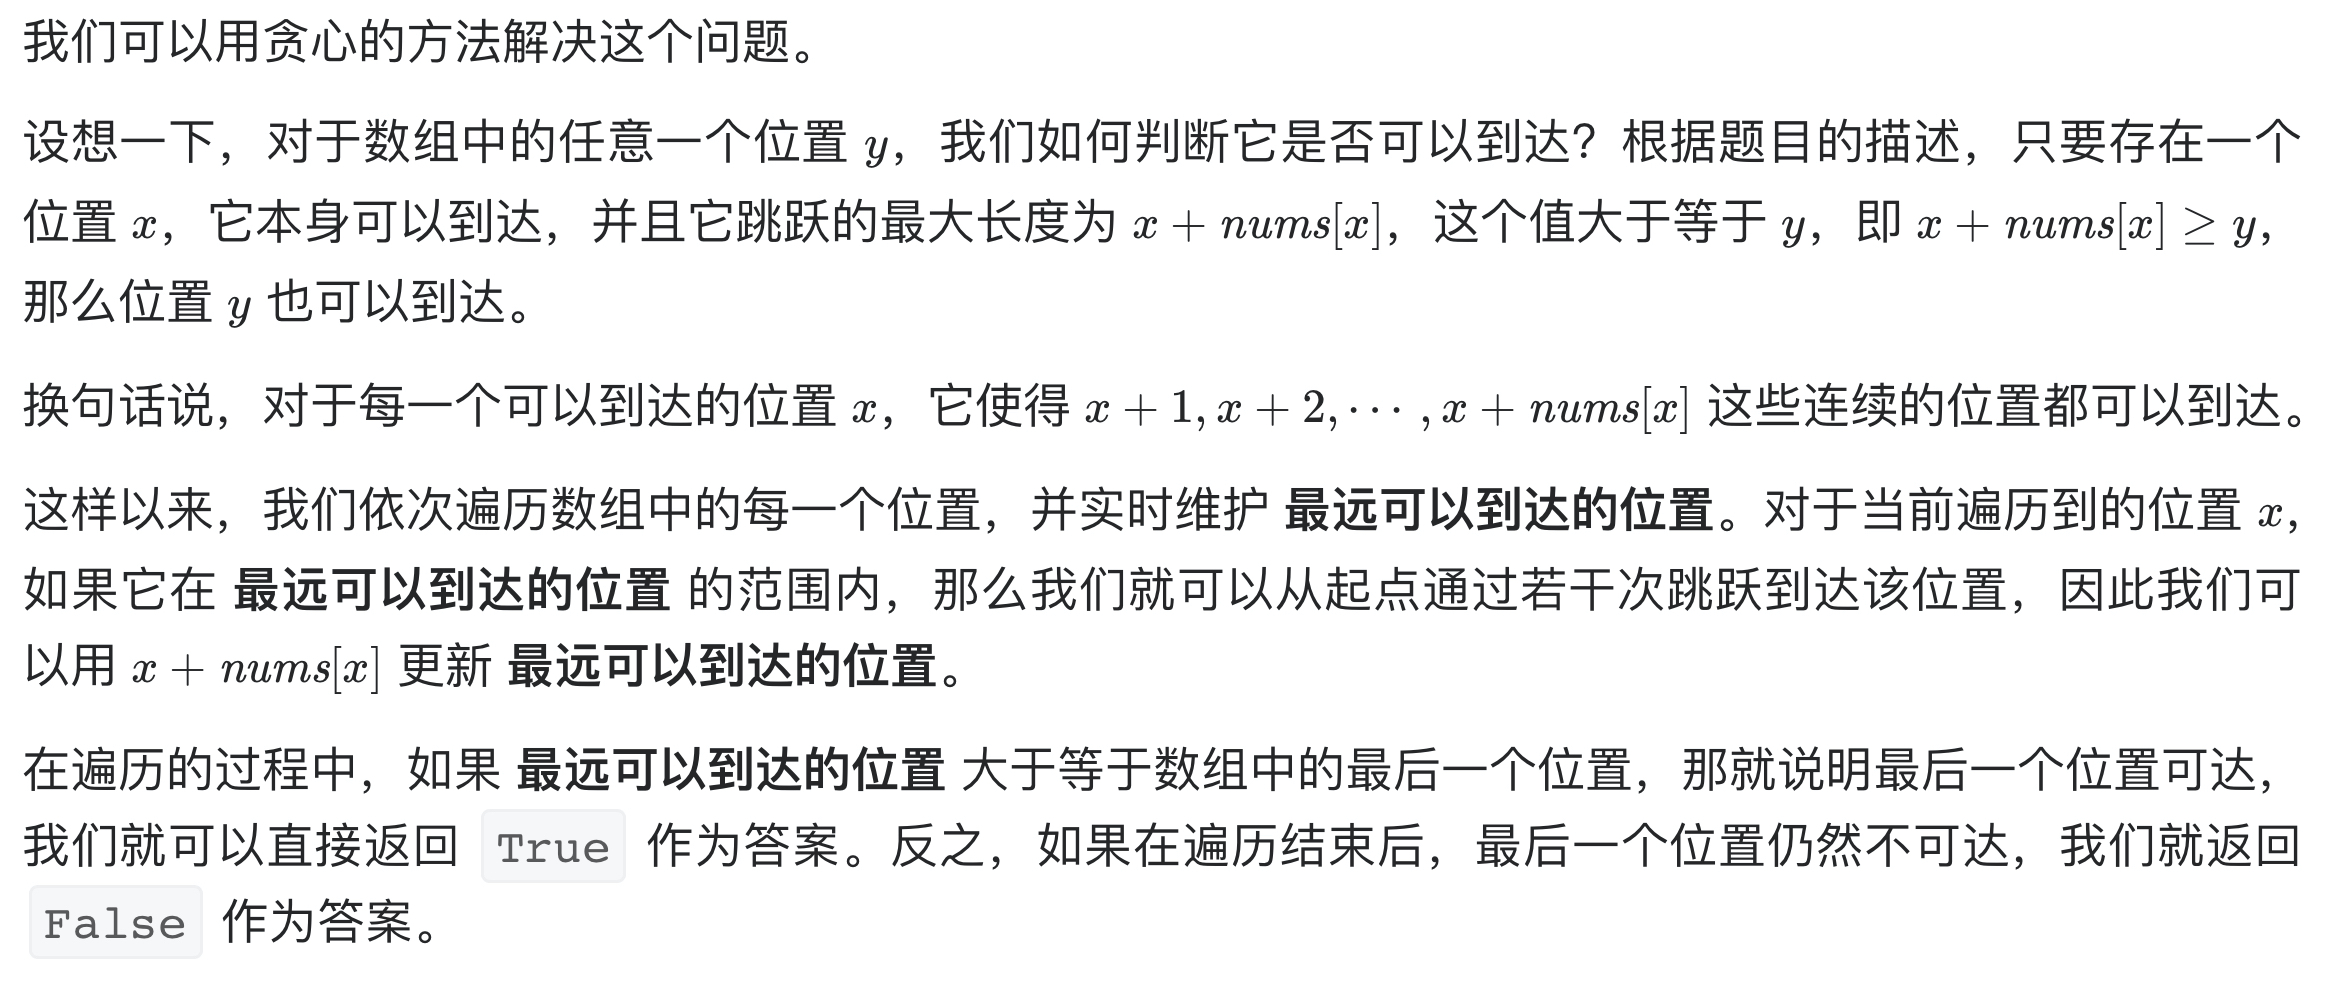 我们可以用贪心的方法解决这个问题。
设想一下，对于数组中的任意一个位置 y，我们如何判断它是否可以到达？根据题目的描述，只要存在一个
位置 x，它本身可以到达，并且它跳跃的最大长度为 x + nums[x]，这个值大于等于 y，即 x + nums[x] ≥ y，
那么位置 y 也可以到达。
换句话说，对于每一个可以到达的位置 x，它使得 x + 1, x + 2, ⋯ , x + nums[x] 这些连续的位置都可以到达。
这样以来，我们依次遍历数组中的每一个位置，并实时维护 最远可以到达的位置。对于当前遍历到的位置 x，
如果它在 最远可以到达的位置 的范围内，那么我们就可以从起点通过若干次跳跃到达该位置，因此我们可
以用 x + nums[x] 更新 最远可以到达的位置。
在遍历的过程中，如果 最远可以到达的位置 大于等于数组中的最后一个位置，那就说明最后一个位置可达，
我们就可以直接返回 True 作为答案。反之，如果在遍历结束后，最后一个位置仍然不可达，我们就返回
False 作为答案。